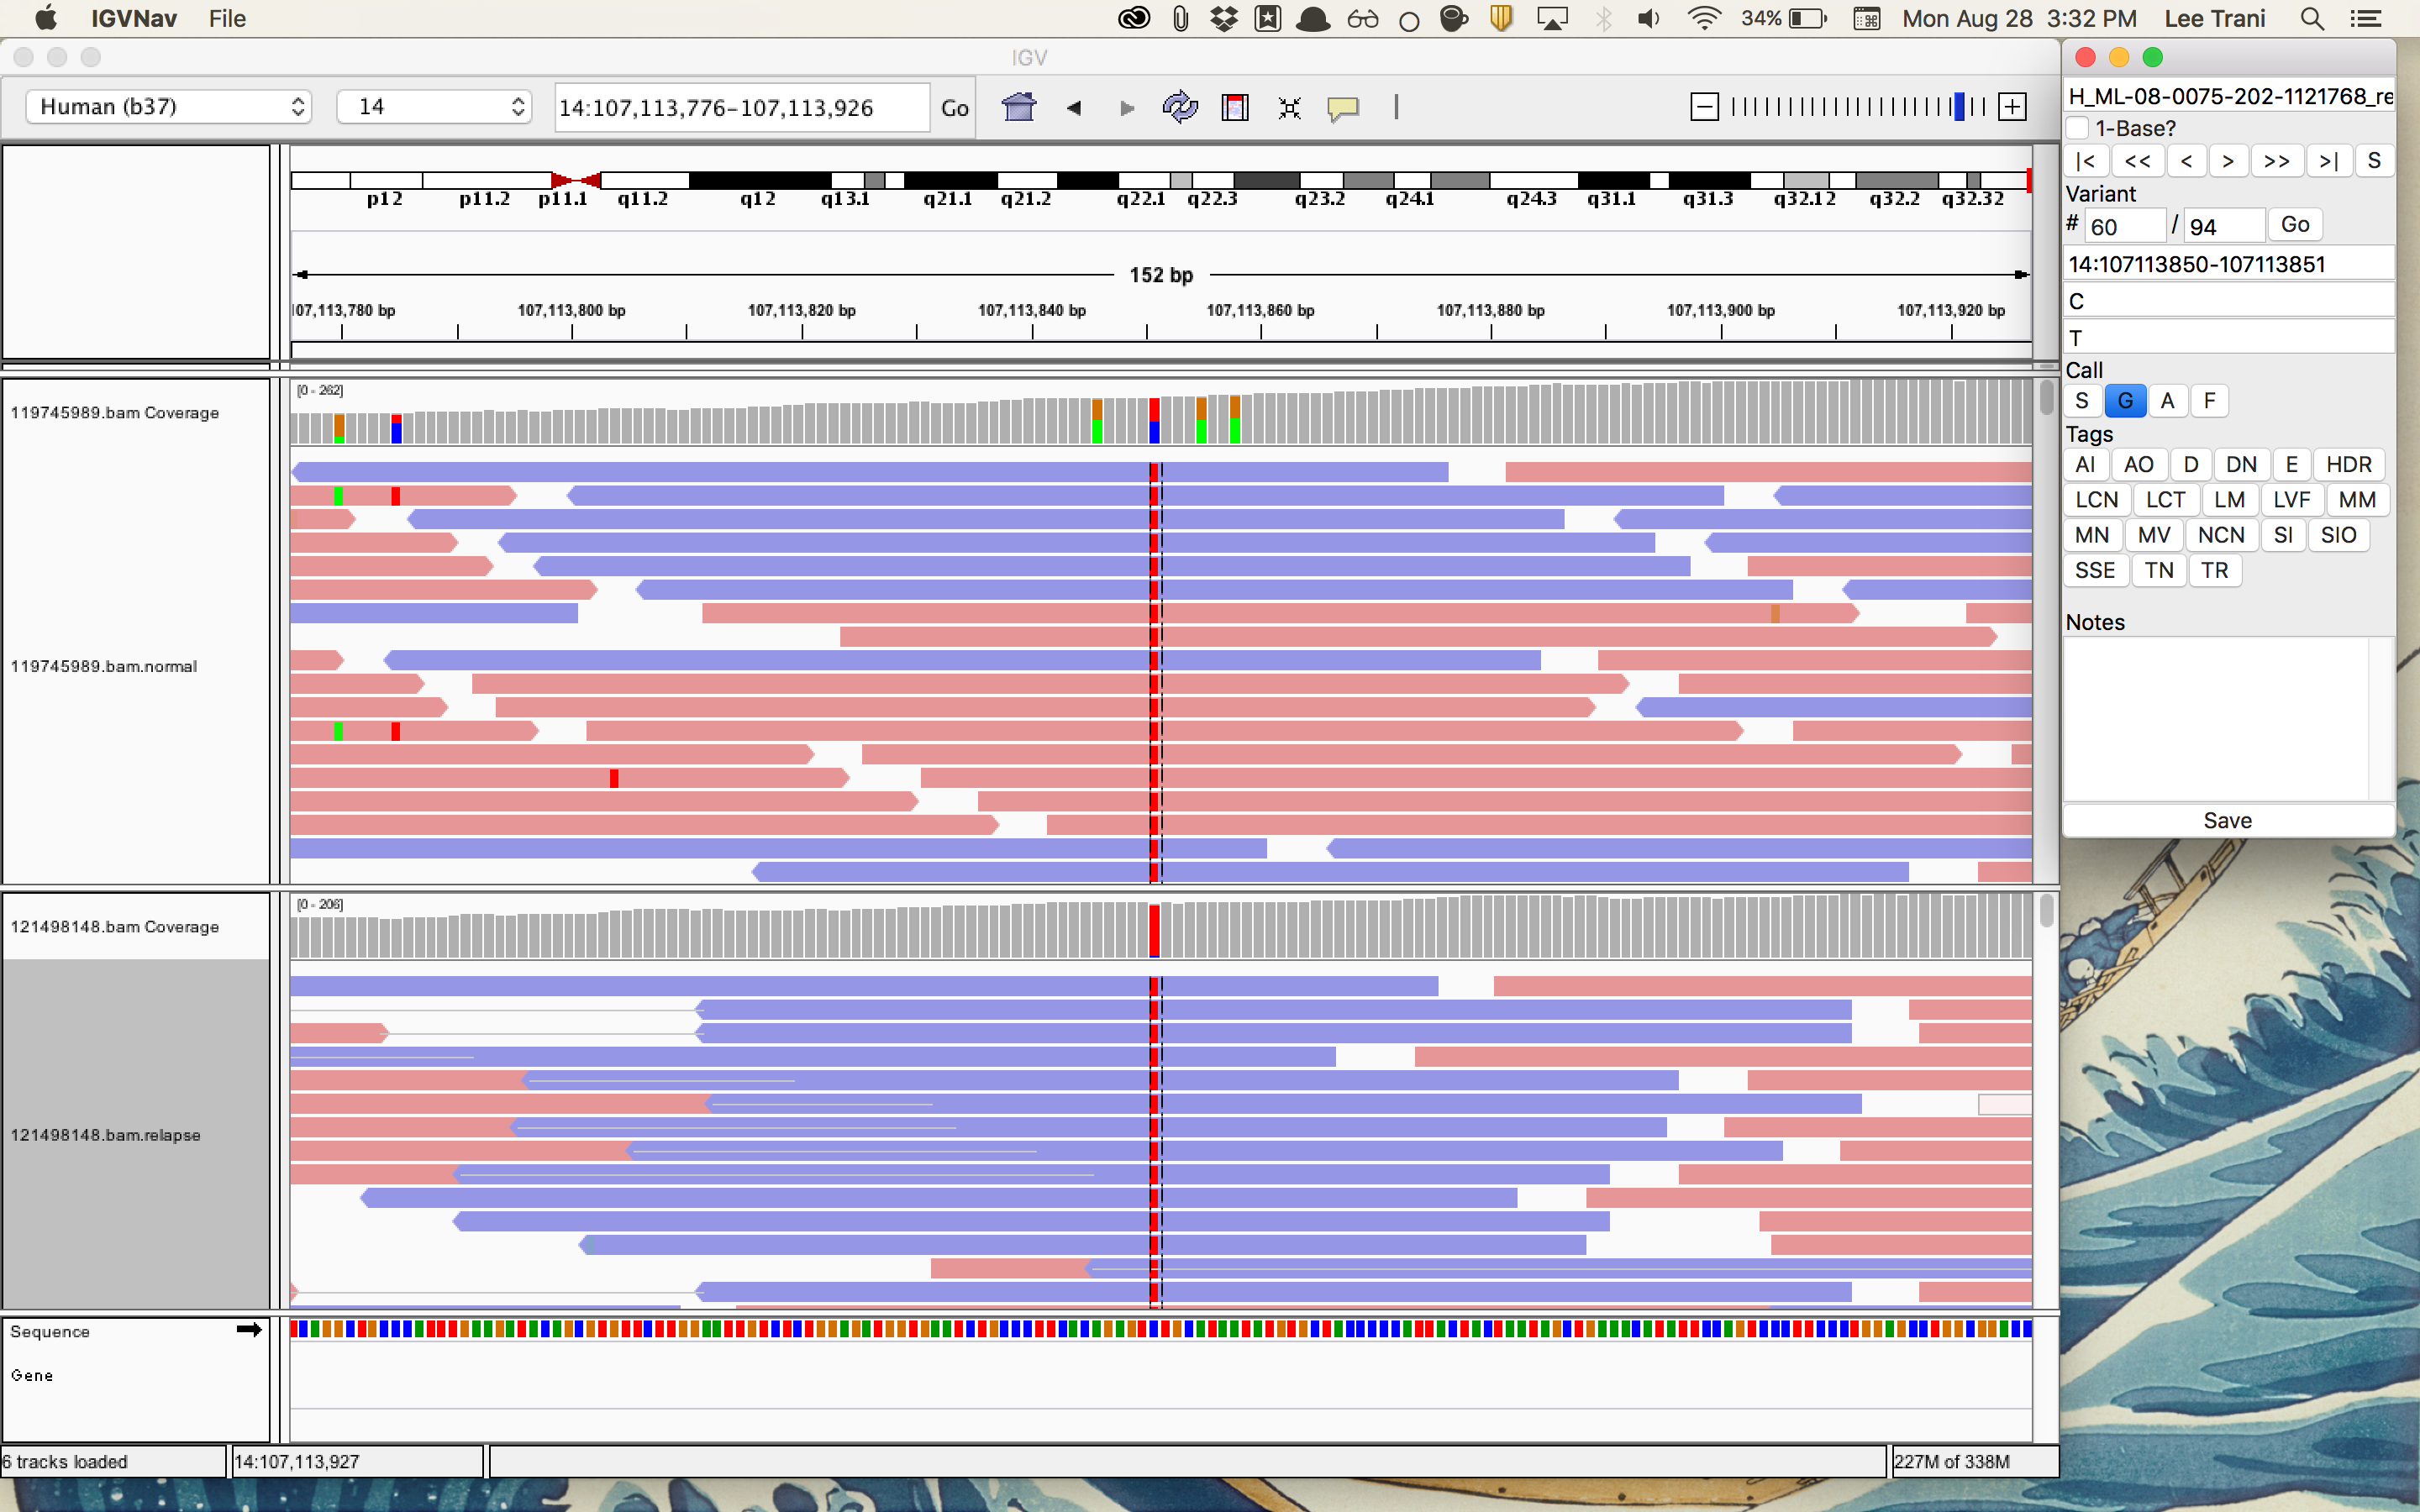 IGVNav File 34% Mon Aug 28 3:32 PM Lee Trani
IGV
Human (b37) 14 14:107,113,776-107,113,926 Go
p12 p11.2 p11.1 q11.2 q12 q13.1 q21.1 q21.2 q22.1 q22.3 q23.2 q24.1 q24.3 q31.1 q31.3 q32.12 q32.2 q32.32
152 bp
107,113,780 bp 107,113,800 bp 107,113,820 bp 107,113,840 bp 107,113,860 bp 107,113,880 bp 107,113,900 bp 107,113,920 bp
[0 - 262]
119745989.bam Coverage
119745989.bam.normal
[0 - 206]
121498148.bam Coverage
121498148.bam.relapse
Sequence
Gene
6 tracks loaded 14:107,113,927 227M of 338M
H_ML-08-0075-202-1121768_re
1-Base?
|< << < > >> >| S
Variant
# 60 / 94 Go
14:107113850-107113851
C
T
Call
S G A F
Tags
AI AO D DN E HDR
LCN LCT LM LVF MM
MN MV NCN SI SIO
SSE TN TR
Notes
Save